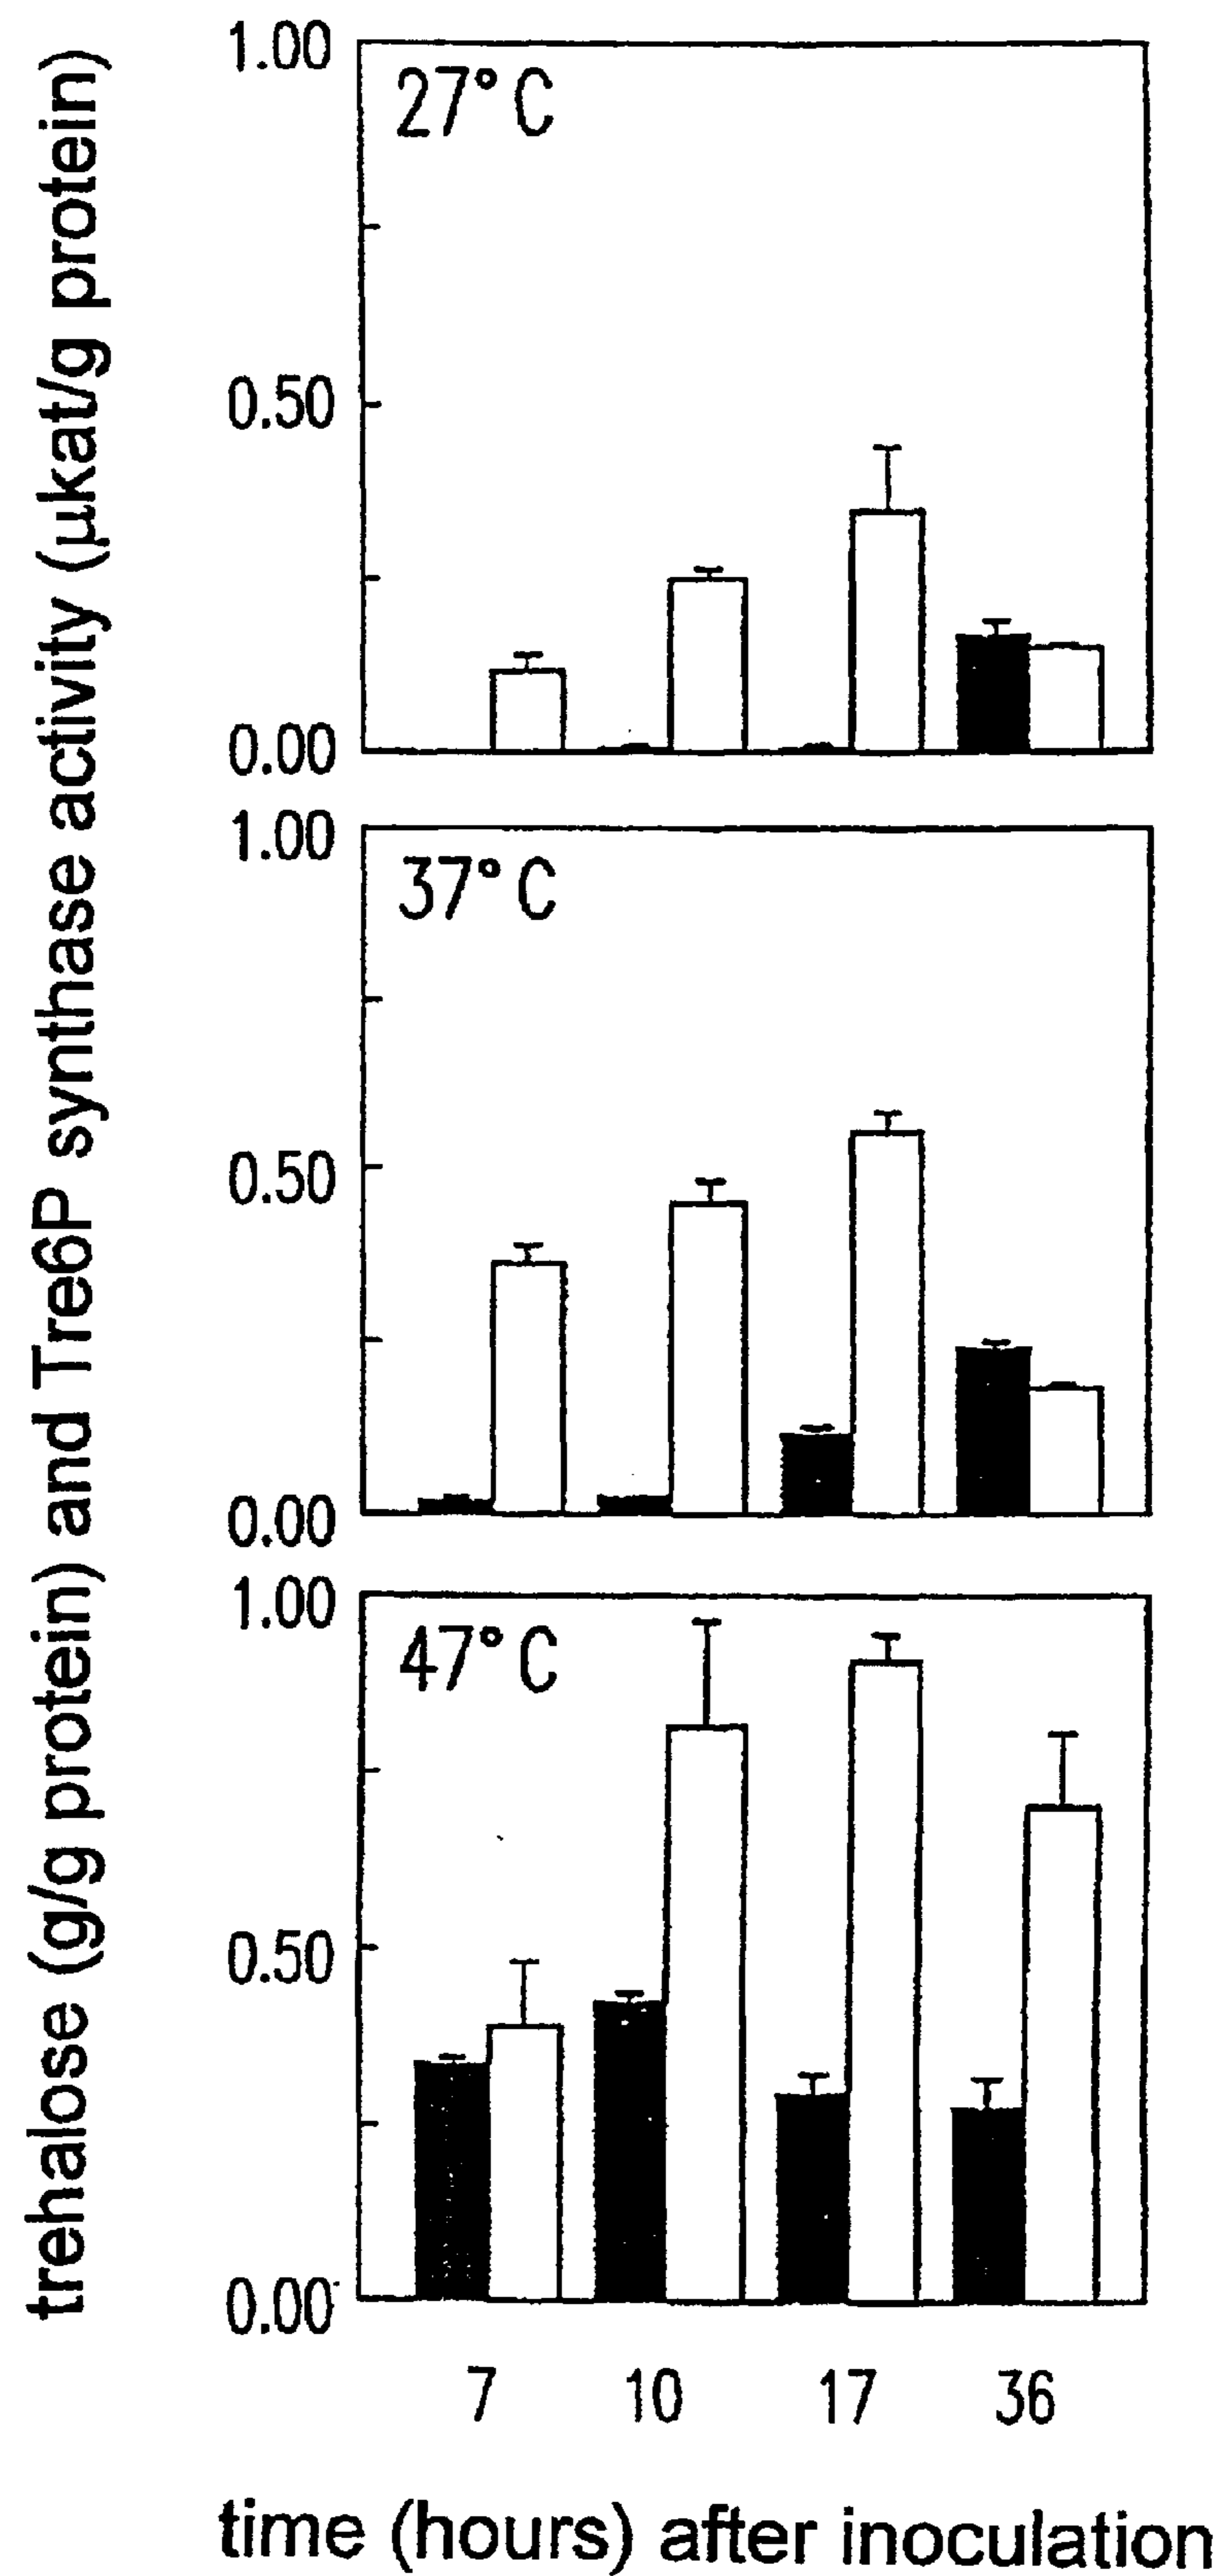 trehalose (g/g protein) and Tre6P synthase activity (µkat/g protein)
1.00
27°C
0.50
0.00
1.00
37°C
0.50
0.00
1.00
47°C
0.50
0.00
7 10 17 36
time (hours) after inoculation